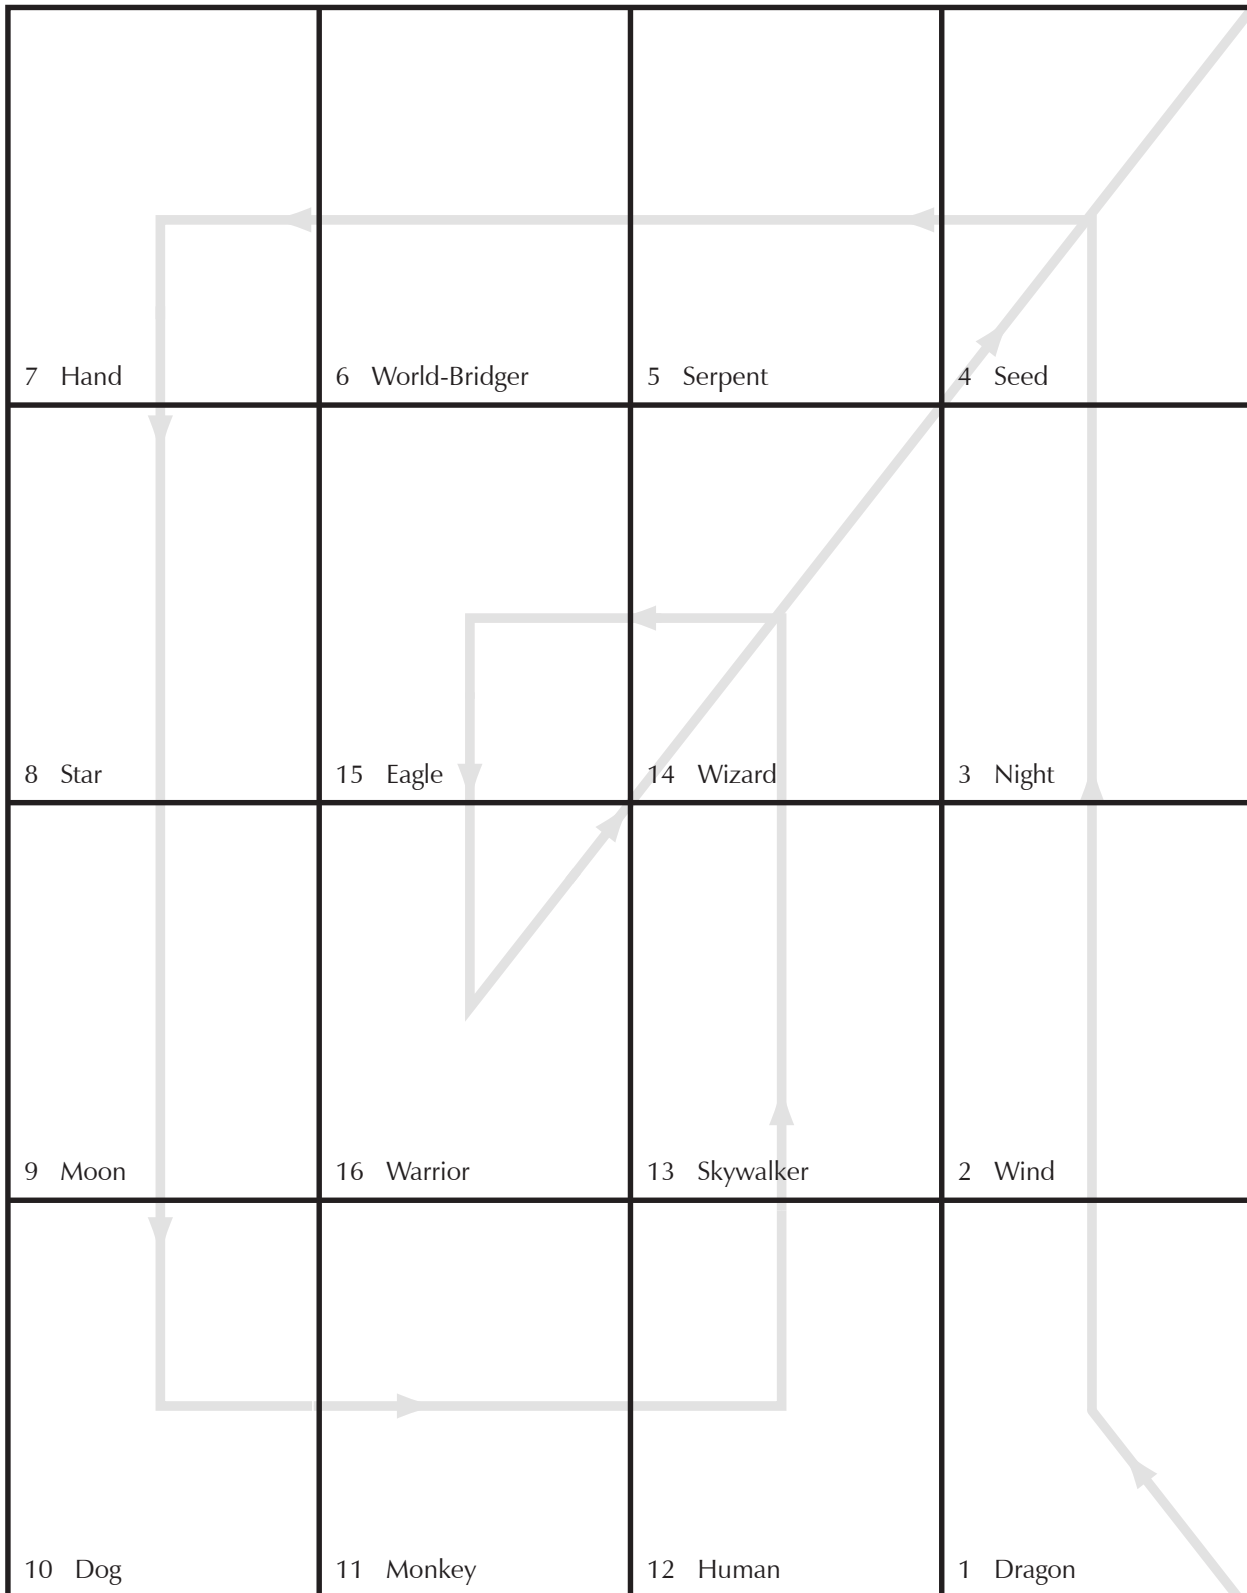 7 Hand
6 World-Bridger
5 Serpent
4 Seed
8 Star
15 Eagle
14 Wizard
3 Night
9 Moon
16 Warrior
13 Skywalker
2 Wind
10 Dog
11 Monkey
12 Human
1 Dragon